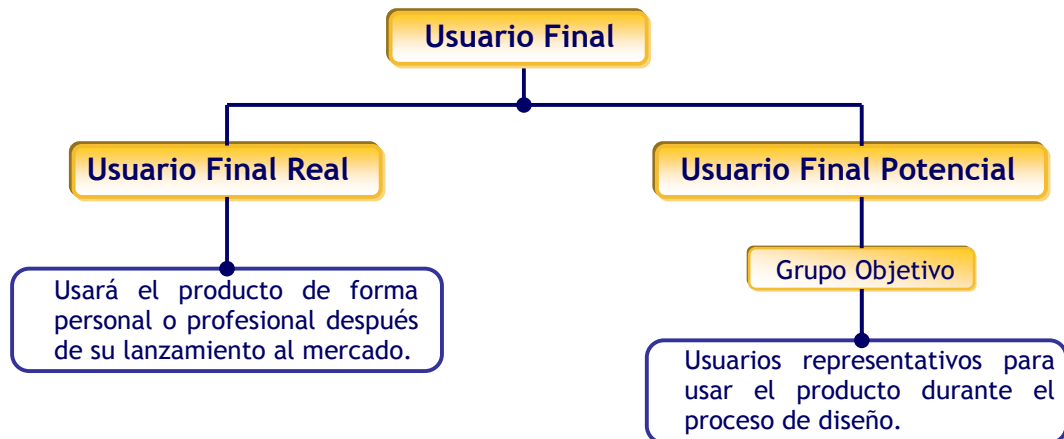 Usuario Final
Usuario Final Real
Usuario Final Potencial
Grupo Objetivo
Usará el producto de forma
personal o profesional después
de su lanzamiento al mercado.
Usuarios representativos para
usar el producto durante el
proceso de diseño.